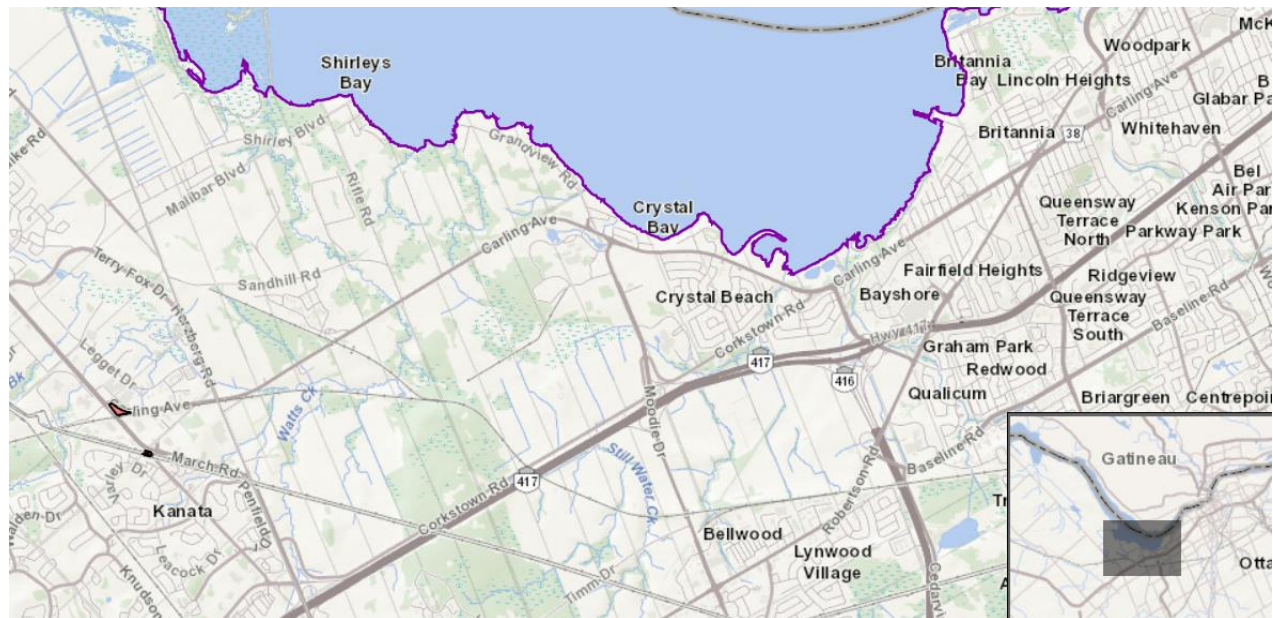 McK
Woodpark
Shirleys
Bay
Britannia
Bay
Lincoln Heights
B
Glabar Pa
Carling Ave
38
Whitehaven
Britannia
Shirley Blvd
Grandview Rd
Rifle Rd
Malibar Blvd
Bel
Air Par
Kenson Par
Queensway
Terrace
North
Parkway Park
Crystal
Bay
Carling Ave
Terry Fox Dr
Herzberg Rd
Sandhill Rd
Carling Ave
Fairfield Heights
Ridgeview
Crystal Beach
Bayshore
Queensway
Terrace
South
Baseline Rd
Corkstown Rd
Hwy 417
Legget Dr
Graham Park
Redwood
417
416
Qualicum
Briargreen
Centrepoin
Moodie Dr
Watts Ck
March Rd
Still Water Ck
Baseline Rd
Gatineau
Kanata
Penfield Dr
Corkstown Rd
417
Robertson Rd
Bellwood
Lynwood
Village
Leacock Dr
Knudson
Timm Dr
Cedarvi
Otta